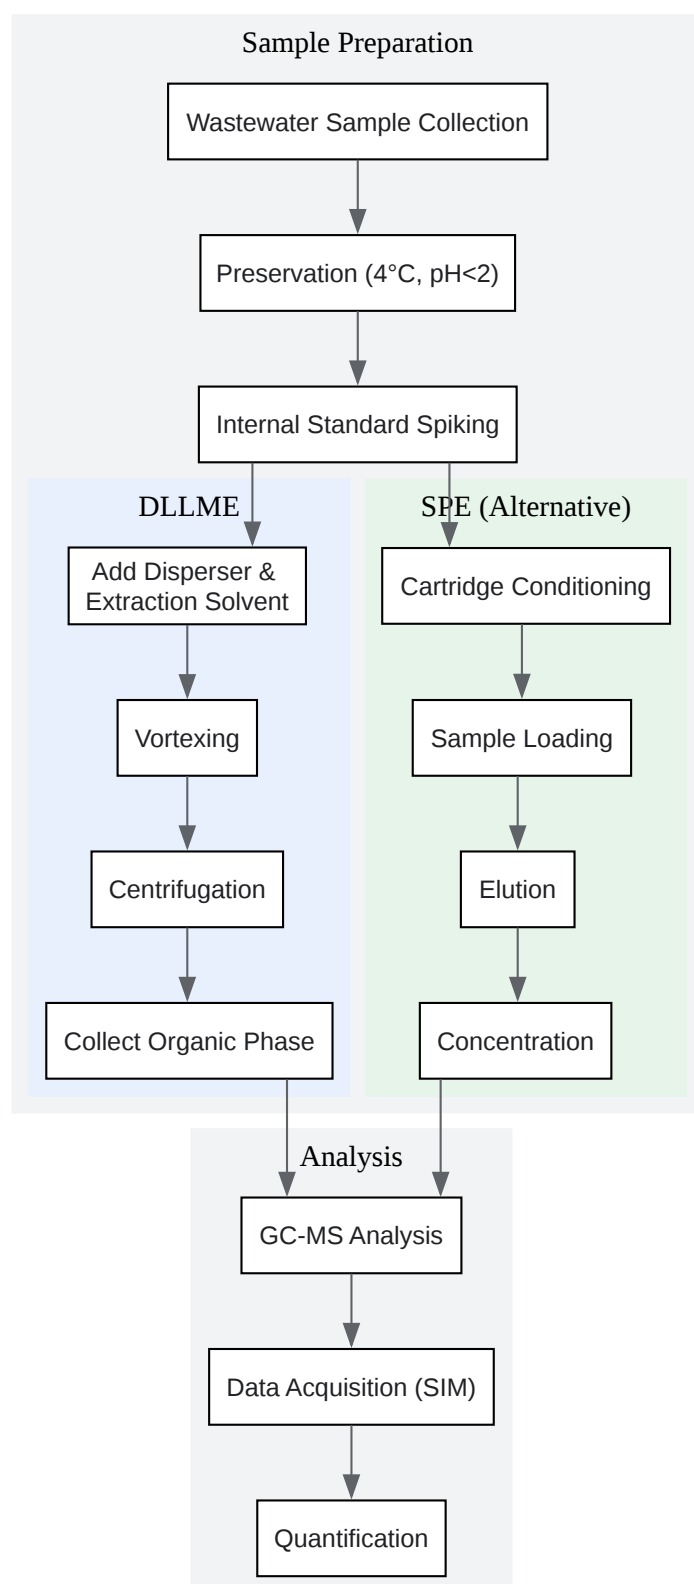 Sample Preparation
Wastewater Sample Collection
Preservation (4°C, pH<2)
Internal Standard Spiking
DLLME
Add Disperser &
Extraction Solvent
Vortexing
Centrifugation
Collect Organic Phase
SPE (Alternative)
Cartridge Conditioning
Sample Loading
Elution
Concentration
Analysis
GC-MS Analysis
Data Acquisition (SIM)
Quantification